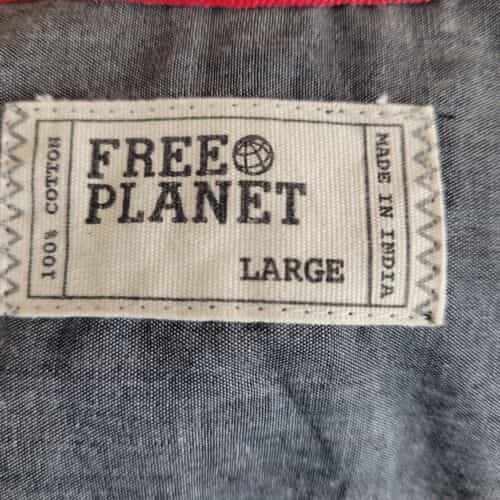 100% COTTON
FREE
PLANET
LARGE
MADE IN INDIA